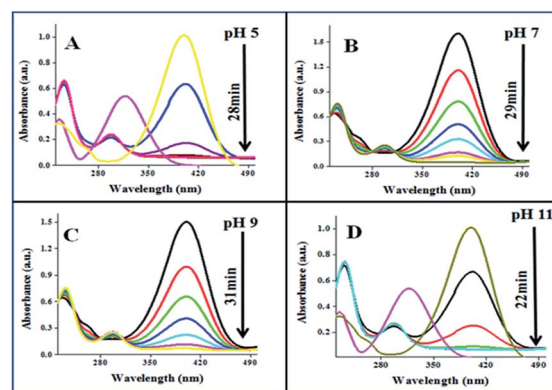 A
pH 5
28min
Absorbance (a.u.)
1.0
0.8
0.6
0.4
0.2
0.0
280
350
420
490
Wavelength (nm)
B
pH 7
29min
Absorbance (a.u.)
1.5
1.2
0.9
0.6
0.3
0.0
280
350
420
490
Wavelength (nm)
C
pH 9
31min
Absorbance (a.u.)
1.5
1.2
0.9
0.6
0.3
0.0
280
350
420
490
Wavelength (nm)
D
pH 11
22min
Absorbance (a.u.)
1.0
0.8
0.6
0.4
0.2
280
350
420
490
Wavelength (nm)